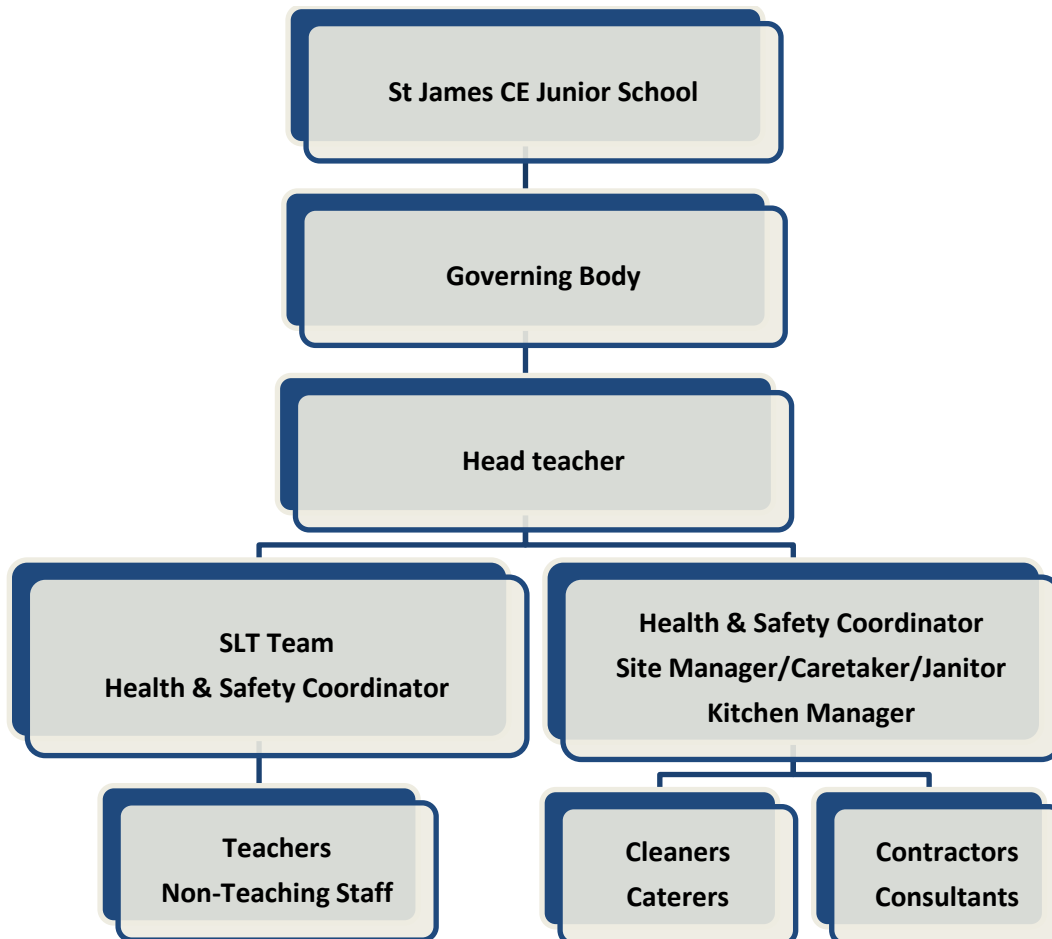 St James CE Junior School
Governing Body
Head teacher
SLT Team
Health & Safety Coordinator
Health & Safety Coordinator
Site Manager/Caretaker/Janitor
Kitchen Manager
Teachers
Non-Teaching Staff
Cleaners
Caterers
Contractors
Consultants